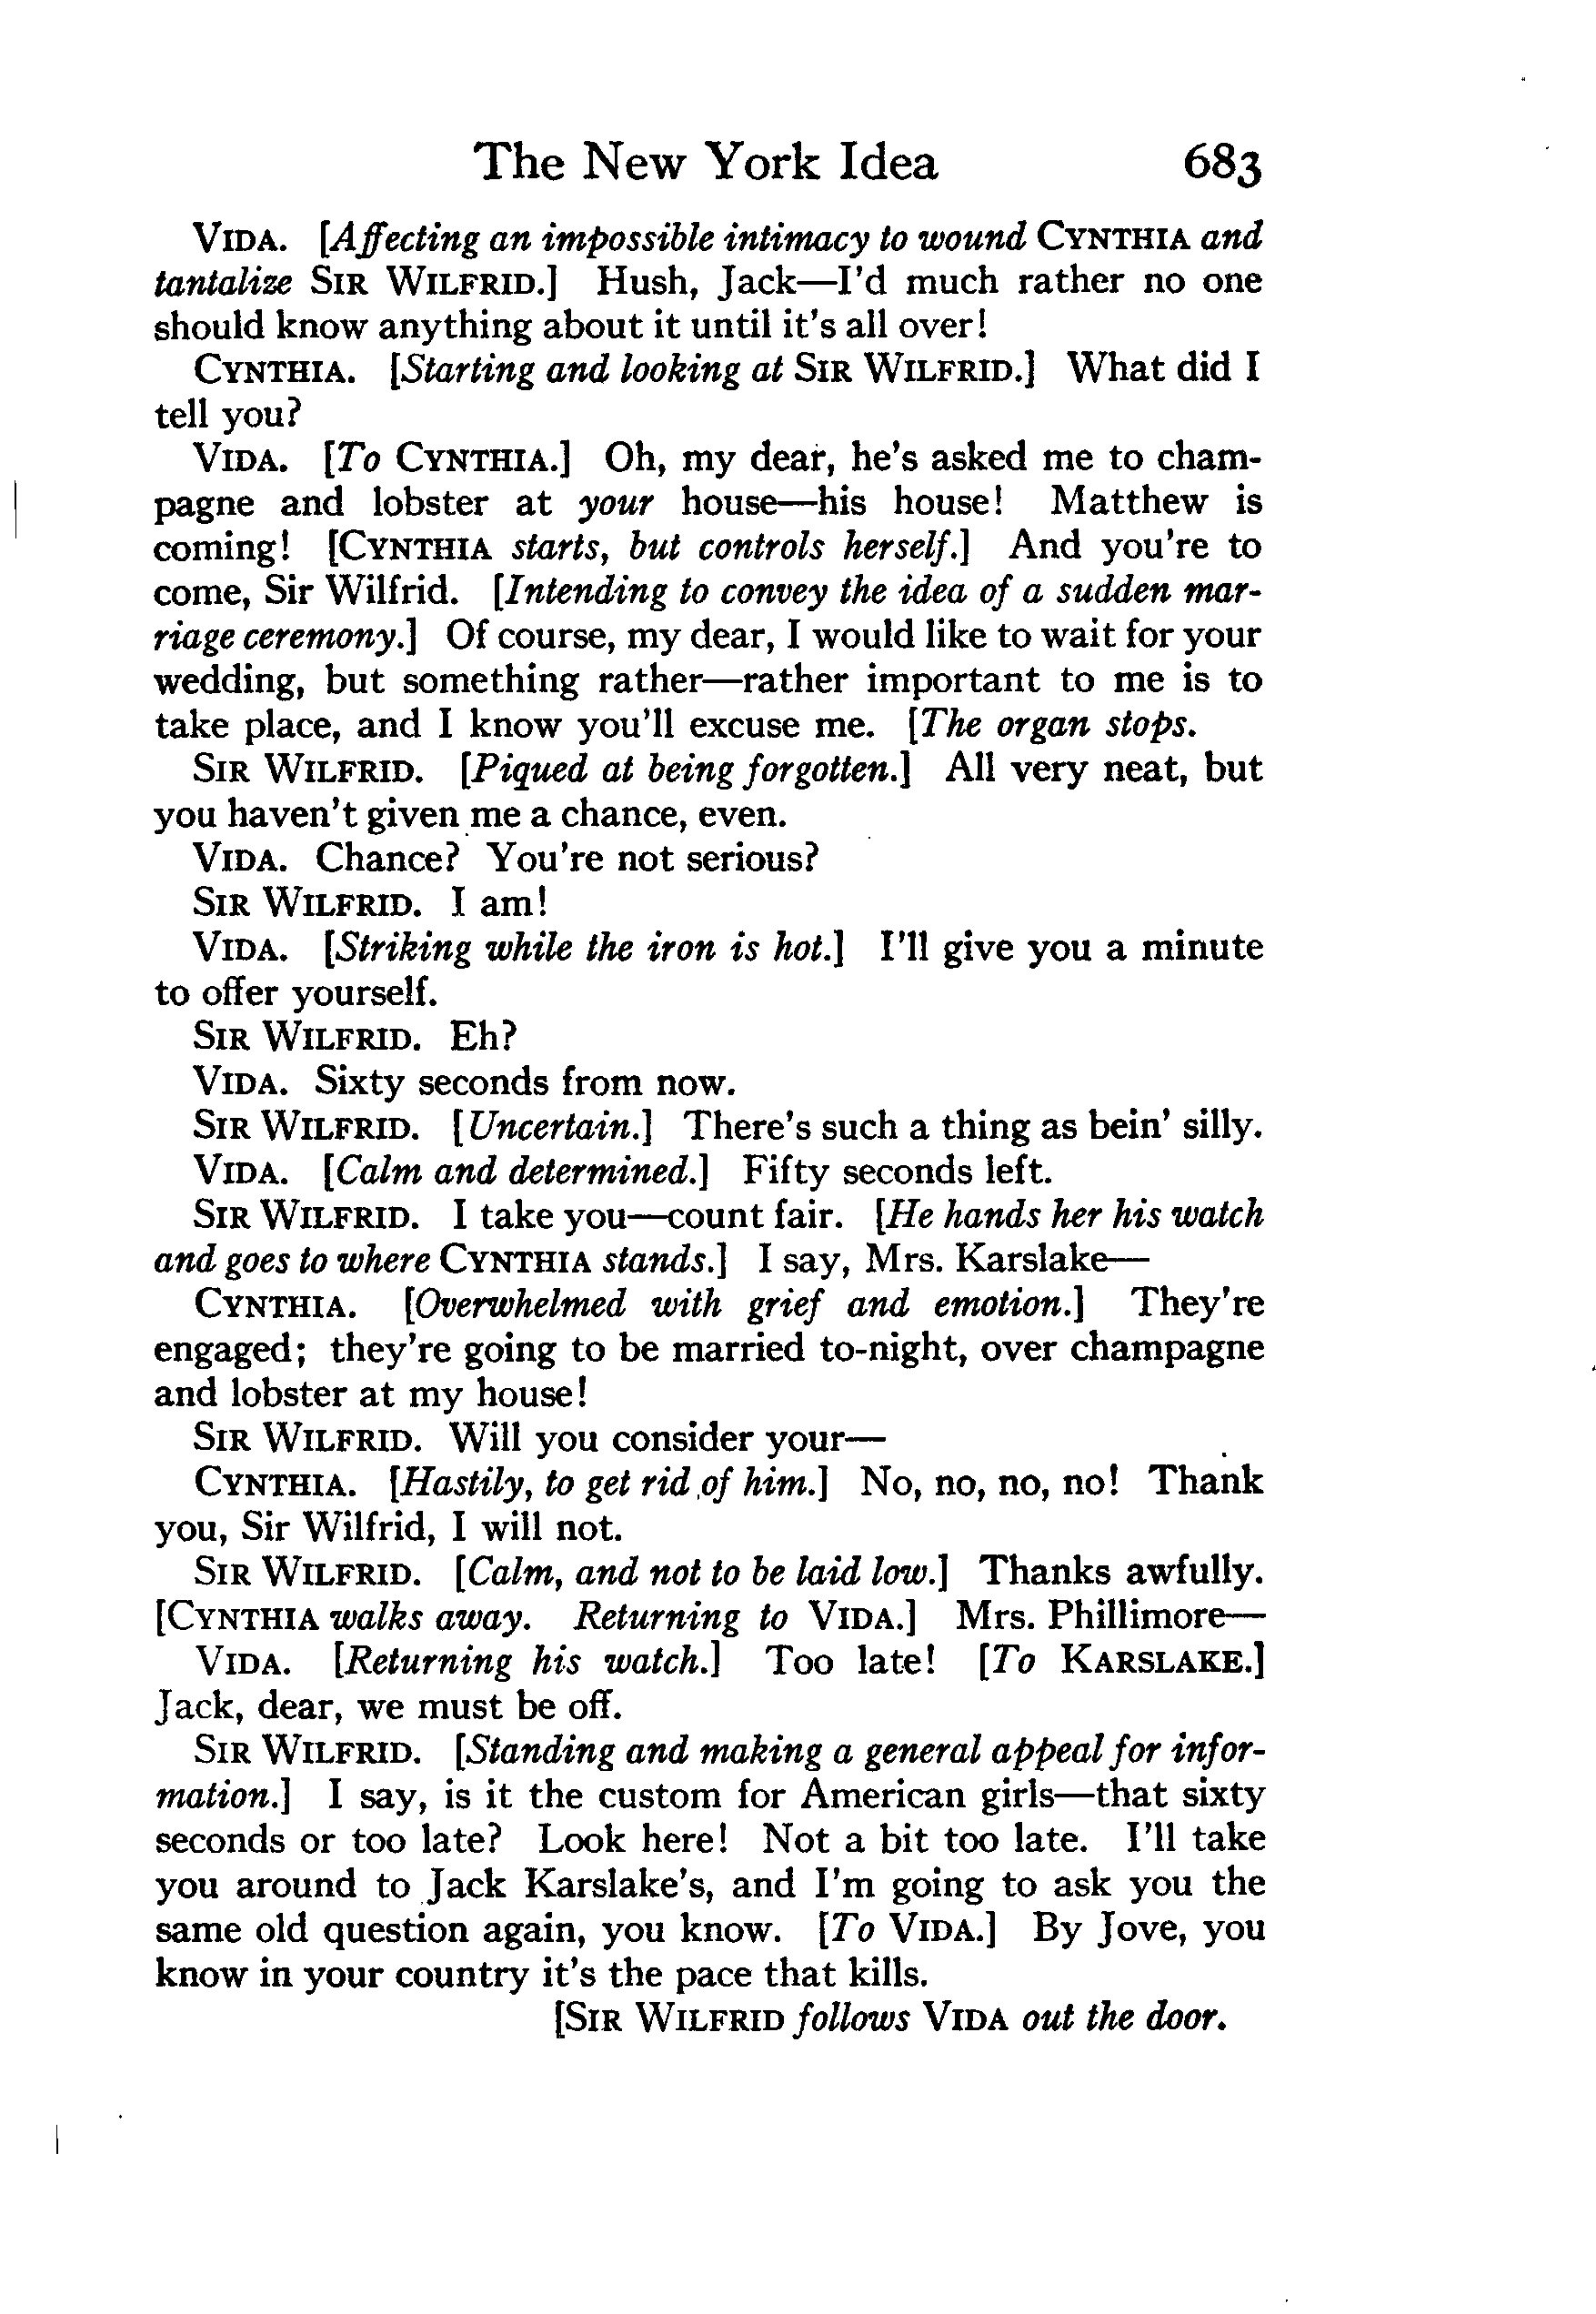 The New York Idea 683
VIDA. [Affecting an impossible intimacy to wound CYNTHIA and
tantalize SIR WILFRID.] Hush, Jack—I'd much rather no one
should know anything about it until it's all over!
CYNTHIA. [Starting and looking at SIR WILFRID.] What did I
tell you?
VIDA. [To CYNTHIA.] Oh, my dear, he's asked me to cham-
pagne and lobster at your house—his house! Matthew is
coming! [CYNTHIA starts, but controls herself.] And you're to
come, Sir Wilfrid. [Intending to convey the idea of a sudden mar-
riage ceremony.] Of course, my dear, I would like to wait for your
wedding, but something rather—rather important to me is to
take place, and I know you'll excuse me. [The organ stops.
SIR WILFRID. [Piqued at being forgotten.] All very neat, but
you haven't given me a chance, even.
VIDA. Chance? You're not serious?
SIR WILFRID. I am!
VIDA. [Striking while the iron is hot.] I'll give you a minute
to offer yourself.
SIR WILFRID. Eh?
VIDA. Sixty seconds from now.
SIR WILFRID. [Uncertain.] There's such a thing as bein' silly.
VIDA. [Calm and determined.] Fifty seconds left.
SIR WILFRID. I take you—count fair. [He hands her his watch
and goes to where CYNTHIA stands.] I say, Mrs. Karslake—
CYNTHIA. [Overwhelmed with grief and emotion.] They're
engaged; they're going to be married to-night, over champagne
and lobster at my house!
SIR WILFRID. Will you consider your—
CYNTHIA. [Hastily, to get rid of him.] No, no, no, no! Thank
you, Sir Wilfrid, I will not.
SIR WILFRID. [Calm, and not to be laid low.] Thanks awfully.
[CYNTHIA walks away. Returning to VIDA.] Mrs. Phillimore—
VIDA. [Returning his watch.] Too late! [To KARSLAKE.]
Jack, dear, we must be off.
SIR WILFRID. [Standing and making a general appeal for infor-
mation.] I say, is it the custom for American girls—that sixty
seconds or too late? Look here! Not a bit too late. I'll take
you around to Jack Karslake's, and I'm going to ask you the
same old question again, you know. [To VIDA.] By Jove, you
know in your country it's the pace that kills.
[SIR WILFRID follows VIDA out the door.